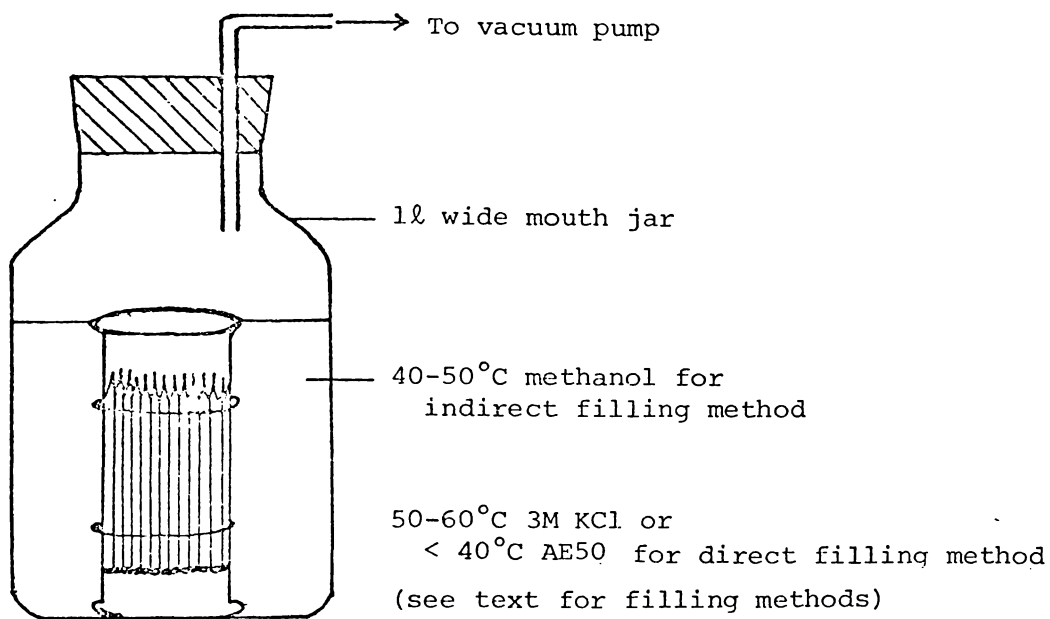 To vacuum pump
1ℓ wide mouth jar
40-50°C methanol for
indirect filling method
50-60°C 3M KCl or
< 40°C AE50 for direct filling method
(see text for filling methods)